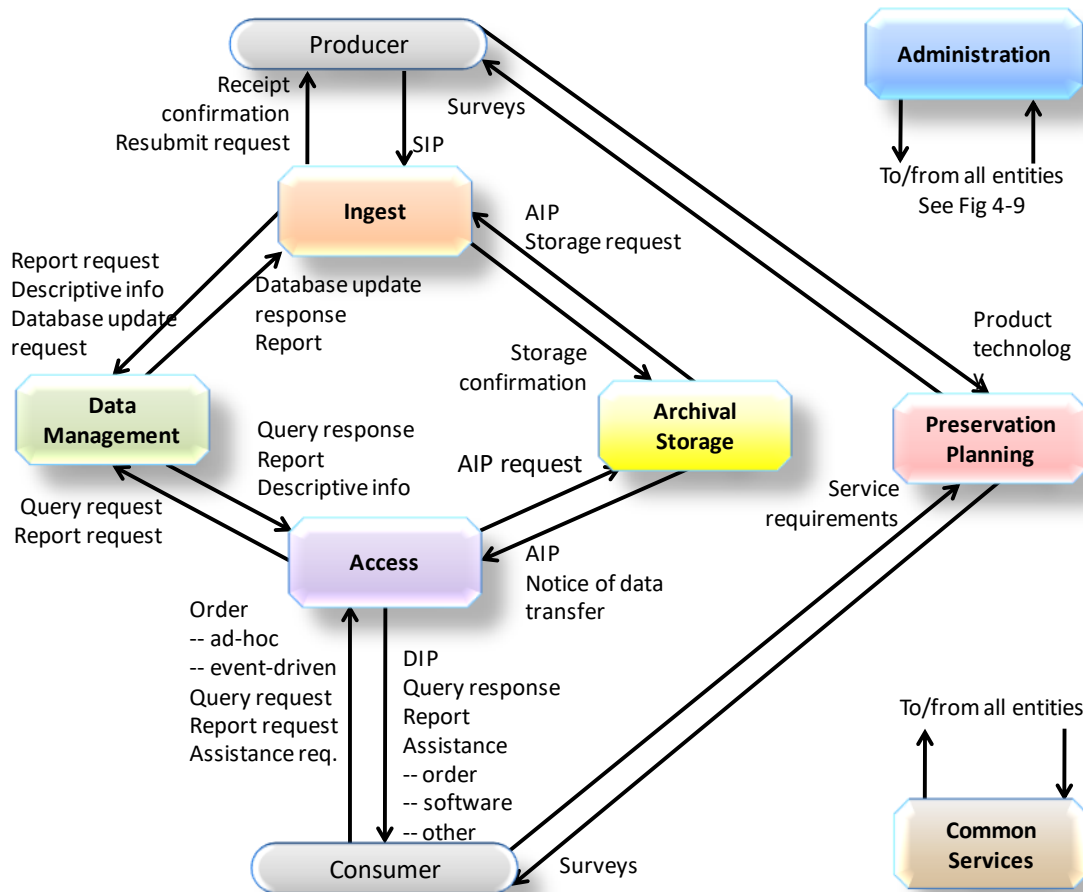 Producer
Administration
Receipt
confirmation
Resubmit request
Surveys
SIP
To/from all entities
See Fig 4-9
Ingest
AIP
Storage request
Report request
Descriptive info
Database update
request
Database update
response
Report
Storage
confirmation
Product
technolog
y
Data
Management
Archival
Storage
Preservation
Planning
Query response
Report
Descriptive info
AIP request
Service
requirements
Query request
Report request
Access
AIP
Notice of data
transfer
Order
-- ad-hoc
-- event-driven
Query request
Report request
Assistance req.
DIP
Query response
Report
Assistance
-- order
-- software
-- other
To/from all entities
Common
Services
Consumer
Surveys